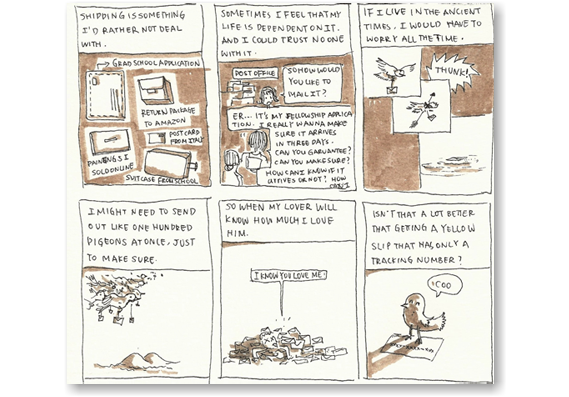 SHIPPING IS SOMETHING
I'D RATHER NOT DEAL
WITH.
GRAD SCHOOL APPLICATION
RETURN PACKAGE
TO AMAZON
POSTCARD
FROM ITALY
PAINTINGS I
SOLD ONLINE
SUITCASE FROM SCHOOL
SOMETIMES I FEEL THAT MY
LIFE IS DEPENDENT ON IT.
AND I COULD TRUST NO ONE
WITH IT.
POST OFFICE
SO HOW WOULD
YOU LIKE TO
MAIL IT?
ER... IT'S MY FELLOWSHIP APPLICA
TION. I REALLY WANNA MAKE
SURE IT ARRIVES
IN THREE DAYS.
CAN YOU GARUANTEE?
CAN YOU MAKE SURE?
HOW CAN I KNOW IF IT
ARRIVES OR NOT? HOW
CAN I
IF I LIVE IN THE ANCIENT
TIMES, I WOULD HAVE TO
WORRY ALL THE TIME.
THUNK!
I MIGHT NEED TO SEND
OUT LIKE ONE HUNDRED
PIGEONS AT ONCE, JUST
TO MAKE SURE.
SO WHEN MY LOVER WILL
KNOW HOW MUCH I LOVE
HIM.
I KNOW YOU LOVE ME.
ISN'T THAT A LOT BETTER
THAT GETTING A YELLOW
SLIP THAT HAS ONLY A
TRACKING NUMBER?
COO